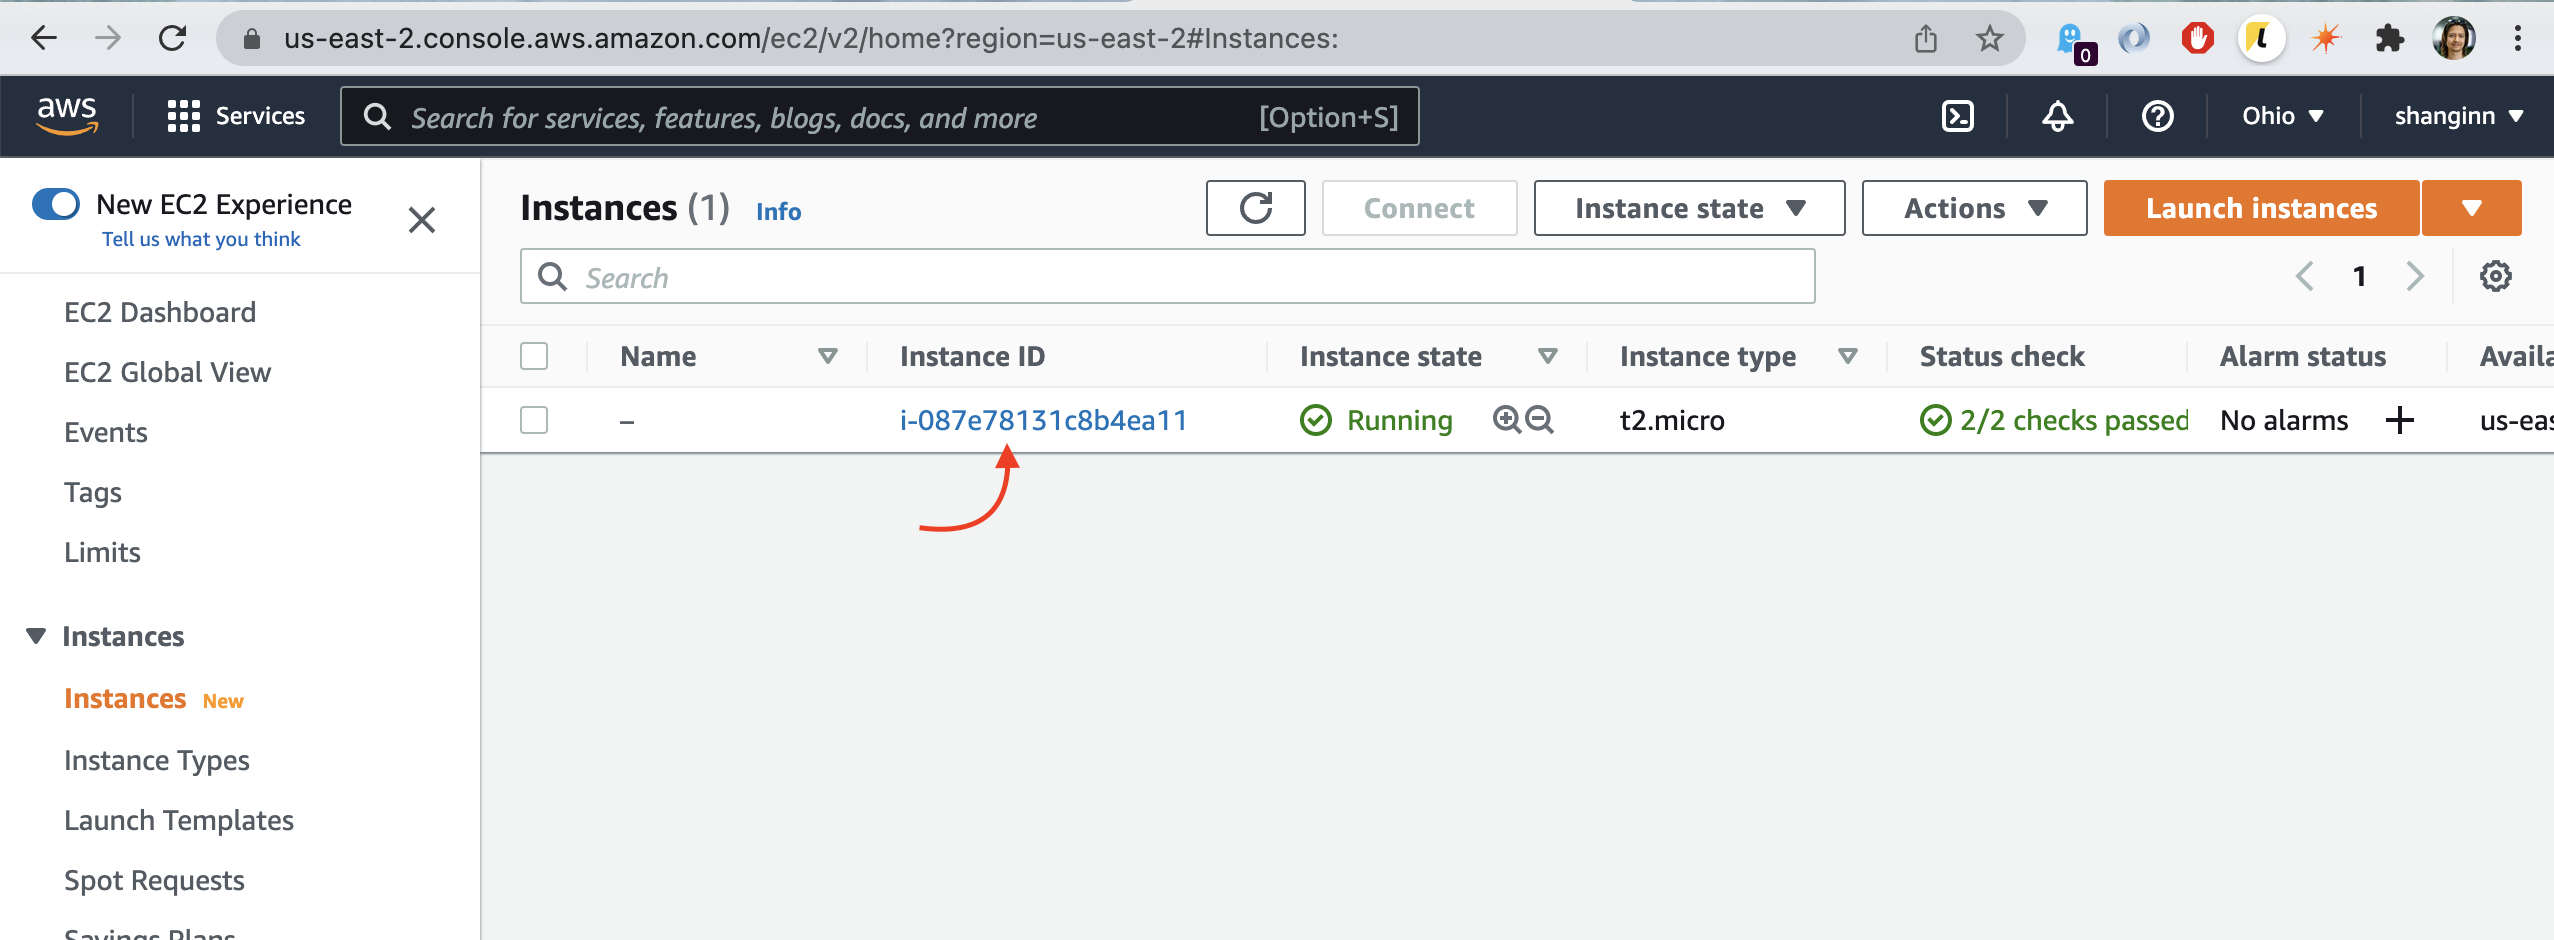 us-east-2.console.aws.amazon.com/ec2/v2/home?region=us-east-2#Instances:
0
aws
Services
Search for services, features, blogs, docs, and more
[Option+S]
Ohio
shanginn
New EC2 Experience
Tell us what you think
EC2 Dashboard
EC2 Global View
Events
Tags
Limits
Instances
Instances New
Instance Types
Launch Templates
Spot Requests
Savings Plans
Instances (1) Info
Connect
Instance state
Actions
Launch instances
Search
1
Name
Instance ID
Instance state
Instance type
Status check
Alarm status
Availa
–
i-087e78131c8b4ea11
Running
t2.micro
2/2 checks passed
No alarms
us-eas